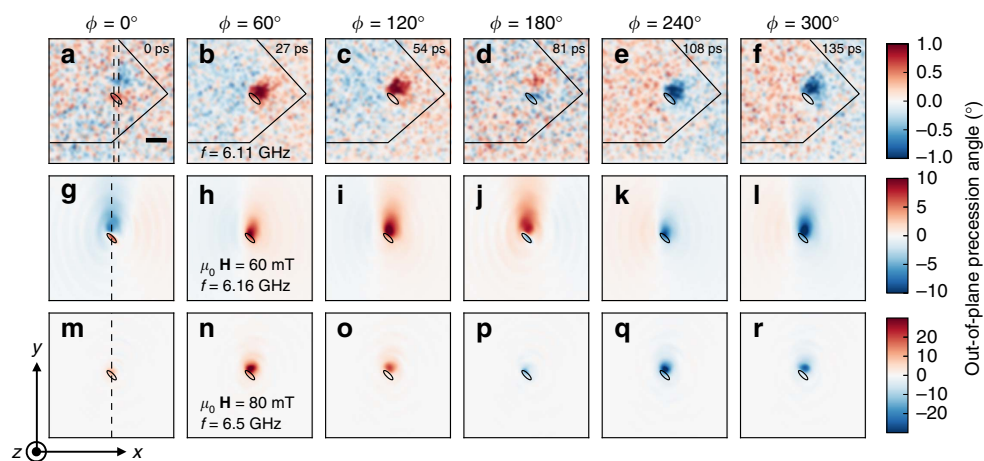 ϕ = 0° ϕ = 60° ϕ = 120° ϕ = 180° ϕ = 240° ϕ = 300°
a 0 ps b 27 ps c 54 ps d 81 ps e 108 ps f 135 ps
f = 6.11 GHz
1.0
0.5
0.0
−0.5
−1.0
g h i j k l
μ0 H = 60 mT
f = 6.16 GHz
10
5
0
−5
−10
m n o p q r
μ0 H = 80 mT
f = 6.5 GHz
20
10
0
−10
−20
Out-of-plane precession angle (°)
y
z x